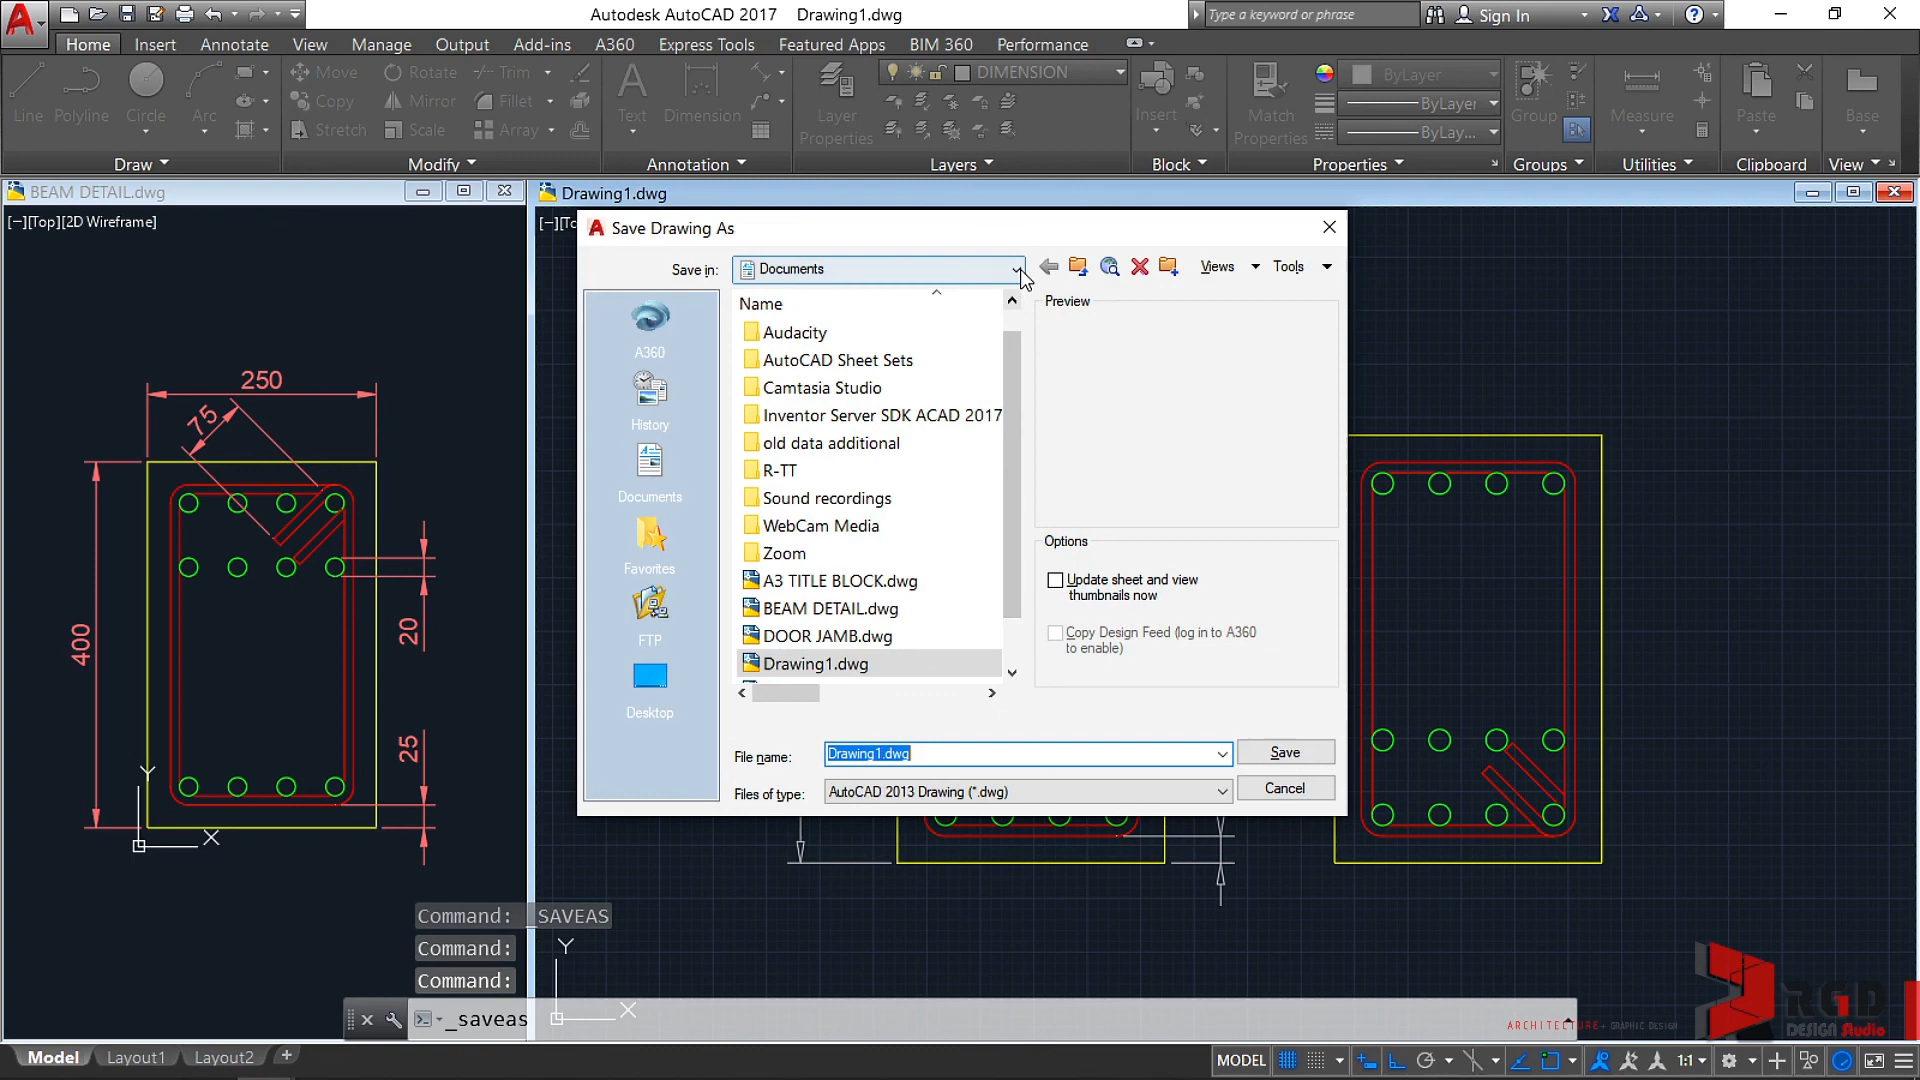 Autodesk AutoCAD 2017 Drawing1.dwg
Type a keyword or phrase
Sign In
Home Insert Annotate View Manage Output Add-ins A360 Express Tools Featured Apps BIM 360 Performance
Line Polyline Circle Arc
Move Rotate Trim
Copy Mirror Fillet
Stretch Scale Array
Text Dimension
Layer Properties
DIMENSION
Insert
Match Properties
ByLayer
ByLayer
ByLay...
Group
Measure
Paste
Base
Draw Modify Annotation Layers Block Properties Groups Utilities Clipboard View
BEAM DETAIL.dwg
Drawing1.dwg
[−][Top][2D Wireframe]
[−][To
Save Drawing As
Save in: Documents
Views Tools
A360
History
Documents
Favorites
FTP
Desktop
Name
Audacity
AutoCAD Sheet Sets
Camtasia Studio
Inventor Server SDK ACAD 2017
old data additional
R-TT
Sound recordings
WebCam Media
Zoom
A3 TITLE BLOCK.dwg
BEAM DETAIL.dwg
DOOR JAMB.dwg
Drawing1.dwg
Preview
Options
Update sheet and view
thumbnails now
Copy Design Feed (log in to A360
to enable)
File name: Drawing1.dwg
Save
Files of type: AutoCAD 2013 Drawing (*.dwg)
Cancel
250
75
400
20
25
Y
X
Command: _SAVEAS
Command:
Command:
Y
X
_saveas
RGD
DESIGN Studio
ARCHITECTURE + GRAPHIC DESIGN
Model Layout1 Layout2 +
MODEL
1:1